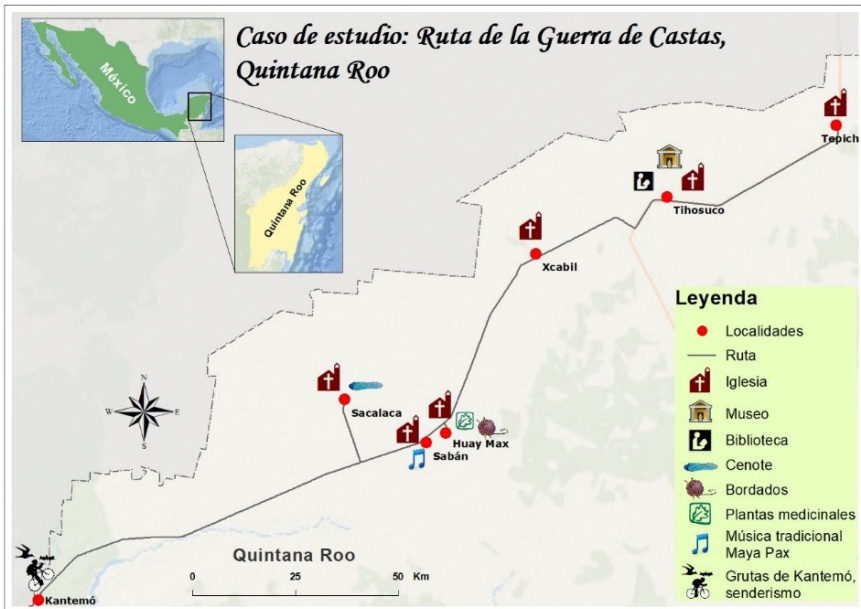 Caso de estudio: Ruta de la Guerra de Castas,
Quintana Roo
México
Quintana Roo
Tepich
Tihosuco
Xcabil
Sacalaca
Huay Max
Sabán
Kantemó
Quintana Roo
0 25 50 Km
N
W E
S
Leyenda
Localidades
Ruta
Iglesia
Museo
Biblioteca
Cenote
Bordados
Plantas medicinales
Música tradicional
Maya Pax
Grutas de Kantemó,
senderismo